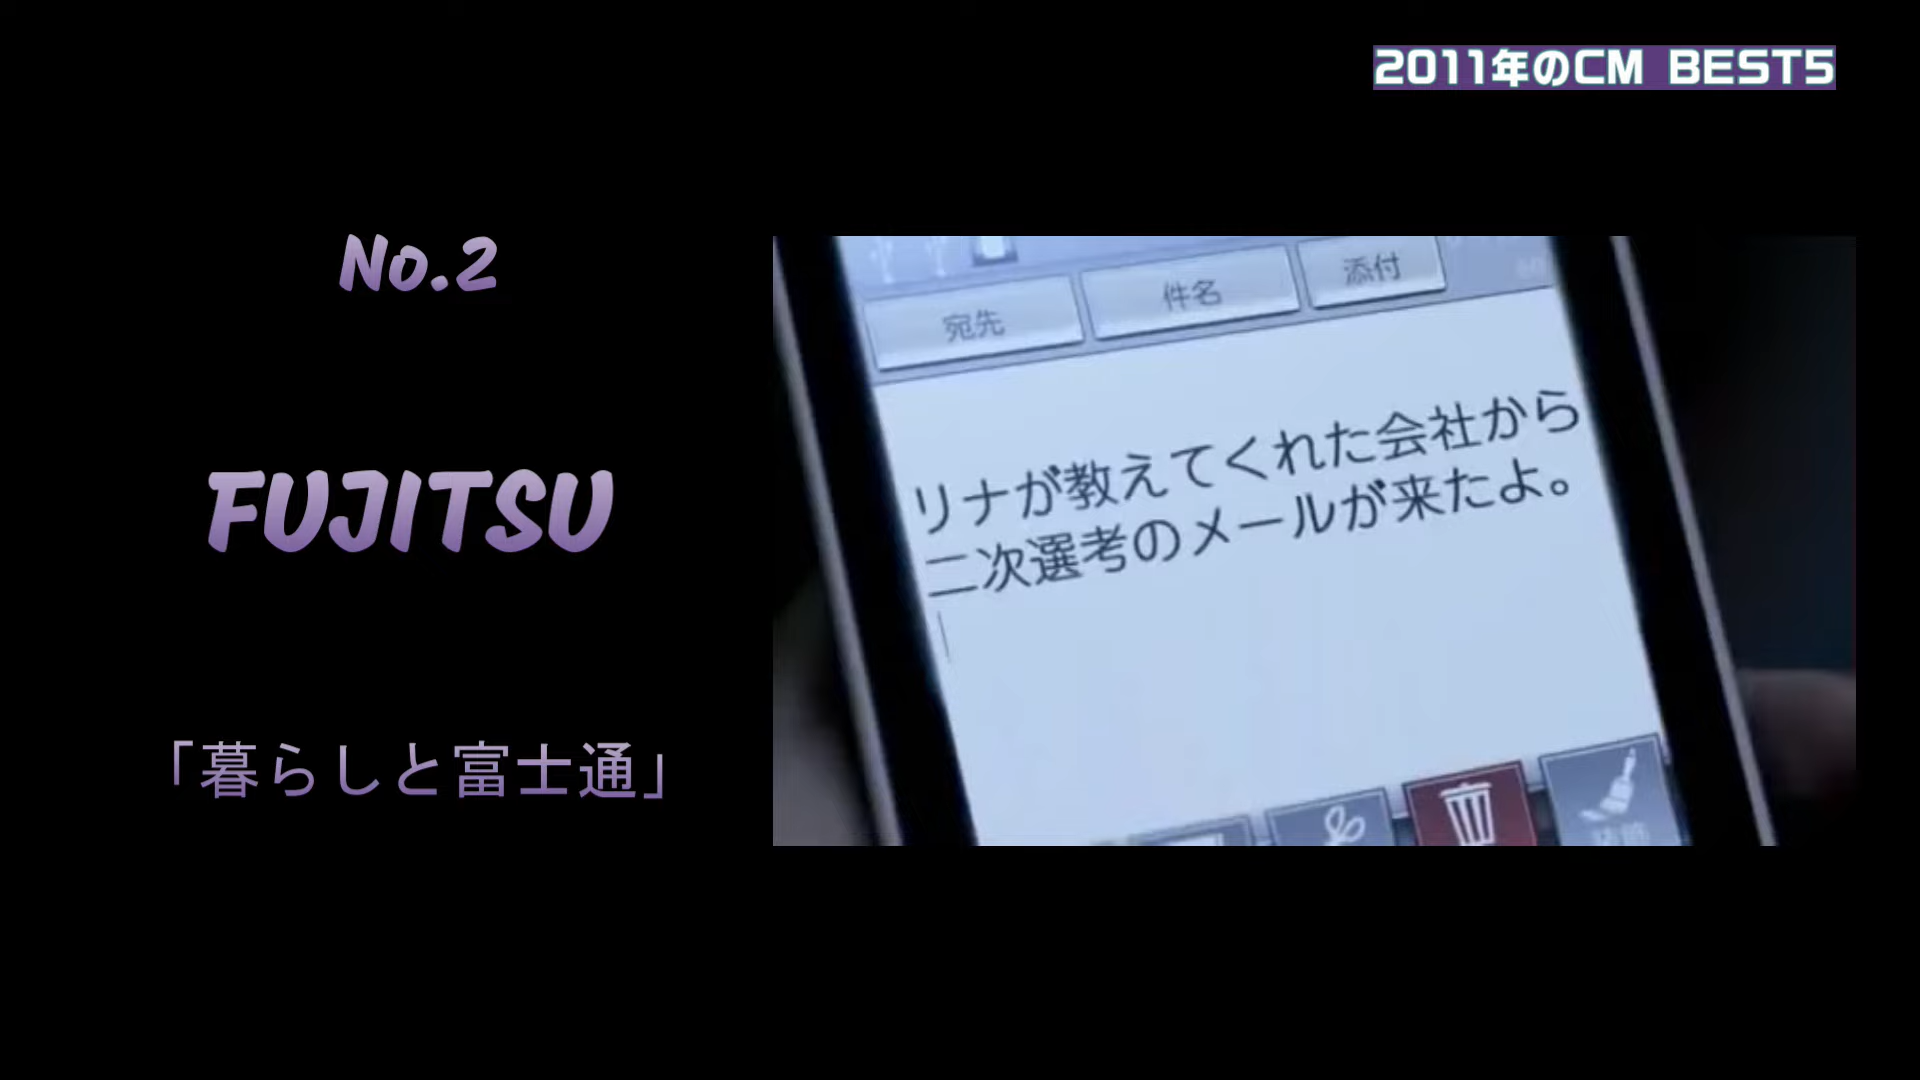 2011年のCM BEST5
No.2
FUJITSU
「暮らしと富士通」
宛先 件名 添付
リナが教えてくれた会社から
二次選考のメールが来たよ。